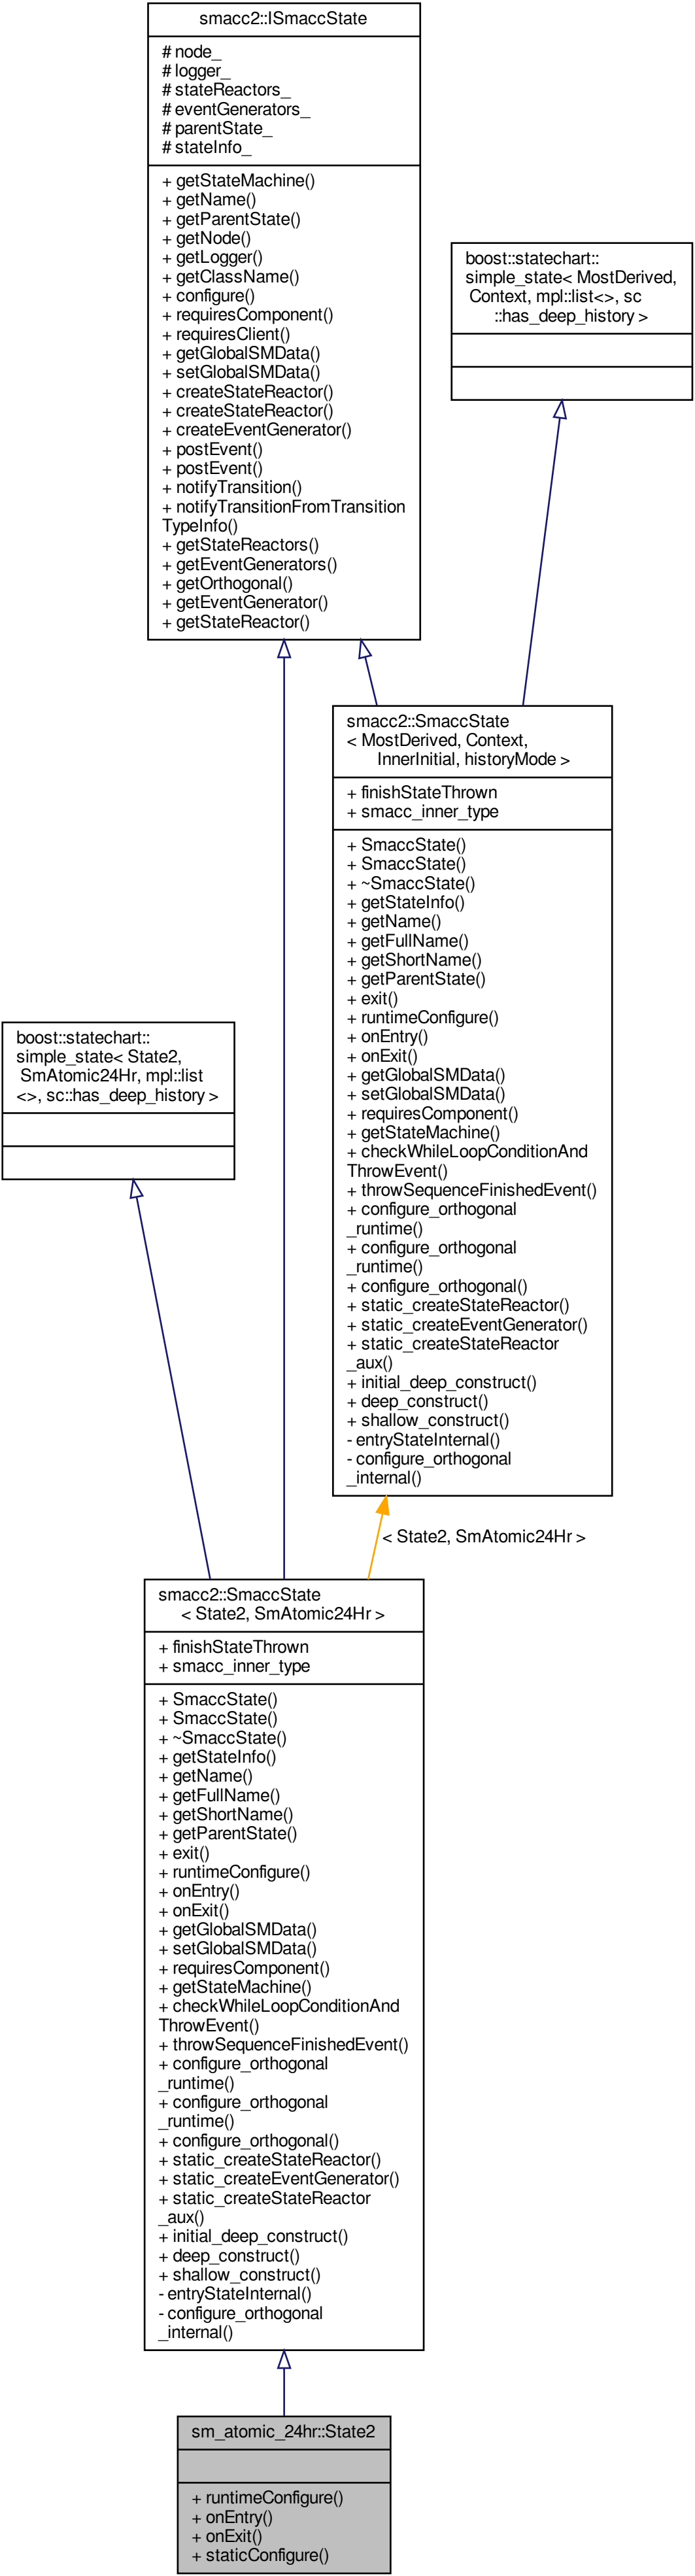 smacc2::ISmaccState
# node_
# logger_
# stateReactors_
# eventGenerators_
# parentState_
# stateInfo_
+ getStateMachine()
+ getName()
+ getParentState()
+ getNode()
+ getLogger()
+ getClassName()
+ configure()
+ requiresComponent()
+ requiresClient()
+ getGlobalSMData()
+ setGlobalSMData()
+ createStateReactor()
+ createStateReactor()
+ createEventGenerator()
+ postEvent()
+ postEvent()
+ notifyTransition()
+ notifyTransitionFromTransition
TypeInfo()
+ getStateReactors()
+ getEventGenerators()
+ getOrthogonal()
+ getEventGenerator()
+ getStateReactor()
boost::statechart::
simple_state< MostDerived,
Context, mpl::list<>, sc
::has_deep_history >
smacc2::SmaccState
< MostDerived, Context,
InnerInitial, historyMode >
+ finishStateThrown
+ smacc_inner_type
+ SmaccState()
+ SmaccState()
+ ~SmaccState()
+ getStateInfo()
+ getName()
+ getFullName()
+ getShortName()
+ getParentState()
+ exit()
+ runtimeConfigure()
+ onEntry()
+ onExit()
+ getGlobalSMData()
+ setGlobalSMData()
+ requiresComponent()
+ getStateMachine()
+ checkWhileLoopConditionAnd
ThrowEvent()
+ throwSequenceFinishedEvent()
+ configure_orthogonal
_runtime()
+ configure_orthogonal
_runtime()
+ configure_orthogonal()
+ static_createStateReactor()
+ static_createEventGenerator()
+ static_createStateReactor
_aux()
+ initial_deep_construct()
+ deep_construct()
+ shallow_construct()
- entryStateInternal()
- configure_orthogonal
_internal()
boost::statechart::
simple_state< State2,
SmAtomic24Hr, mpl::list
<>, sc::has_deep_history >
< State2, SmAtomic24Hr >
smacc2::SmaccState
< State2, SmAtomic24Hr >
+ finishStateThrown
+ smacc_inner_type
+ SmaccState()
+ SmaccState()
+ ~SmaccState()
+ getStateInfo()
+ getName()
+ getFullName()
+ getShortName()
+ getParentState()
+ exit()
+ runtimeConfigure()
+ onEntry()
+ onExit()
+ getGlobalSMData()
+ setGlobalSMData()
+ requiresComponent()
+ getStateMachine()
+ checkWhileLoopConditionAnd
ThrowEvent()
+ throwSequenceFinishedEvent()
+ configure_orthogonal
_runtime()
+ configure_orthogonal
_runtime()
+ configure_orthogonal()
+ static_createStateReactor()
+ static_createEventGenerator()
+ static_createStateReactor
_aux()
+ initial_deep_construct()
+ deep_construct()
+ shallow_construct()
- entryStateInternal()
- configure_orthogonal
_internal()
sm_atomic_24hr::State2
+ runtimeConfigure()
+ onEntry()
+ onExit()
+ staticConfigure()